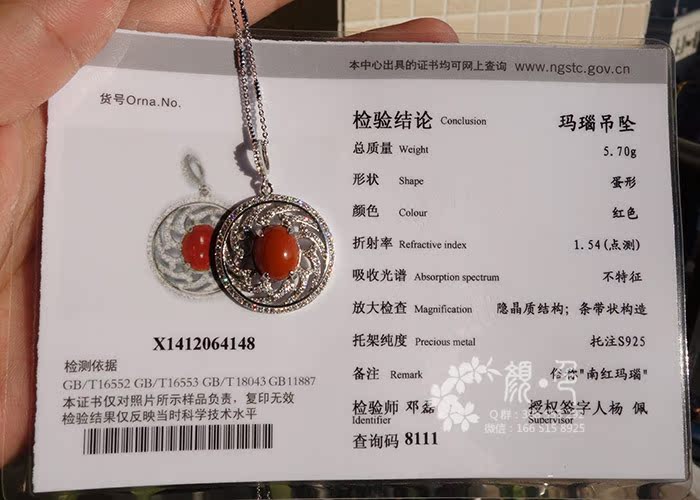 本中心出具的证书均可网上查询 www.ngstc.gov.cn
货号Orna.No.
检验结论 Conclusion 玛瑙吊坠
总质量 Weight 5.70g
形状 Shape 蛋形
颜色 Colour 红色
折射率 Refractive index 1.54(点测)
吸收光谱 Absorption spectrum 不特征
放大检查 Magnification 隐晶质结构；条带状构造
托架纯度 Precious metal 托注S925
备注 Remark 俗称"南红玛瑙"
检验师 邓磊 授权签字人 杨 佩
Identifier Supervisor
查询码 8111
X1412064148
检测依据
GB/T16552 GB/T16553 GB/T18043 GB11887
本证书仅对照片所示样品负责，复印无效
检验结果仅反映当时科学技术水平
微信：166 515 8925